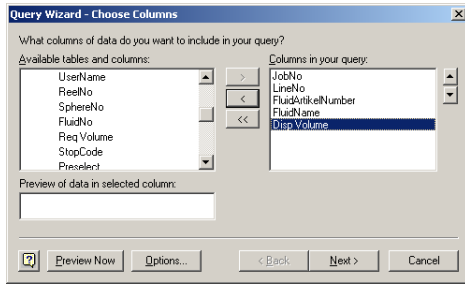 Query Wizard - Choose Columns
What columns of data do you want to include in your query?
Available tables and columns:
Columns in your query:
UserName
ReelNo
SphereNo
FluidNo
Req Volume
StopCode
Preselect
>
<
<<
JobNo
LineNo
FluidArtikelNumber
FluidName
Disp Volume
Preview of data in selected column:
?
Preview Now
Options...
< Back
Next >
Cancel